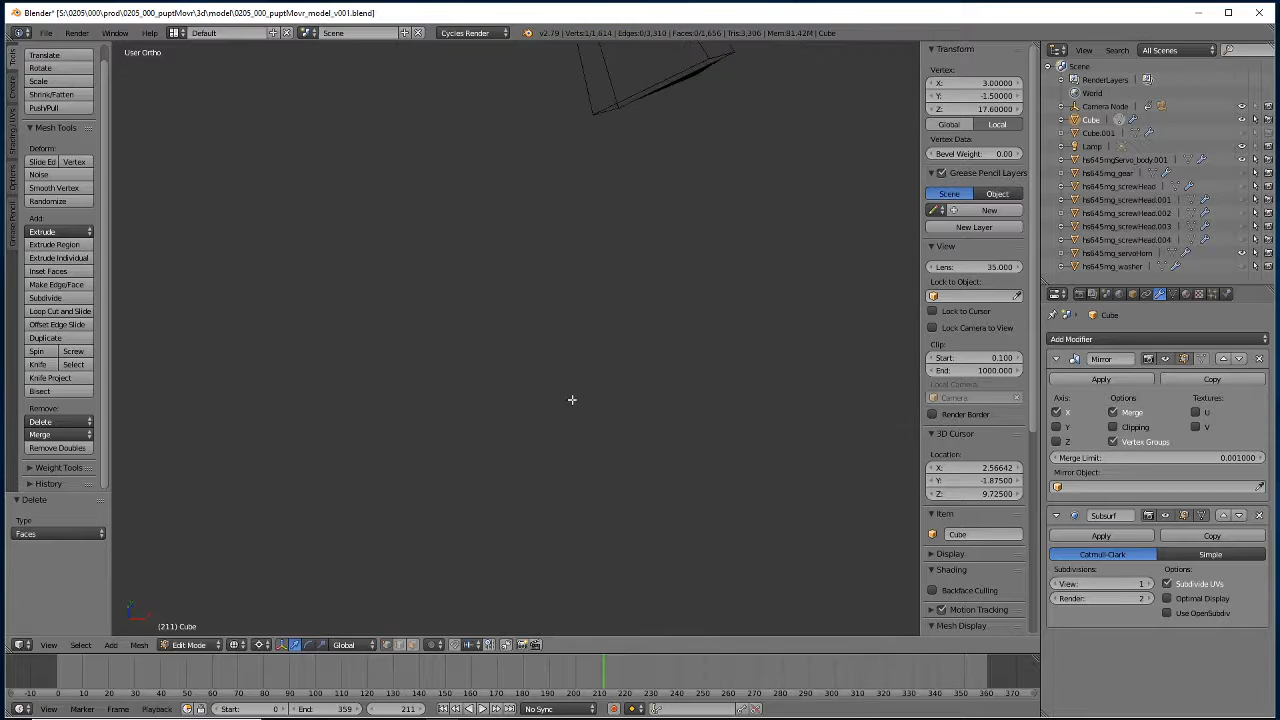 Blender* [S:\0205\000\prod\0205_000_puptMovr\3d\model\0205_000_puptMovr_model_v001.blend]
File Render Window Help Default Scene Cycles Render v2.79 | Verts:1/1,614 | Edges:0/3,310 | Faces:0/1,656 | Tris:3,306 | Mem:81.42M | Cube
View Search All Scenes
Tools
Create
Shading / UVs
Options
Grease Pencil
Translate
Rotate
Scale
Shrink/Fatten
Push/Pull
Mesh Tools
Deform:
Slide Ed Vertex
Noise
Smooth Vertex
Randomize
Add:
Extrude
Extrude Region
Extrude Individual
Inset Faces
Make Edge/Face
Subdivide
Loop Cut and Slide
Offset Edge Slide
Duplicate
Spin Screw
Knife Select
Knife Project
Bisect
Remove:
Delete
Merge
Remove Doubles
Weight Tools
History
Delete
Type
Faces
User Ortho
(211) Cube
Transform
Vertex:
X: 3.00000
Y: -1.50000
Z: 17.60000
Global Local
Vertex Data:
Bevel Weight: 0.00
Grease Pencil Layers
Scene Object
New
New Layer
View
Lens: 35.000
Lock to Object:
Lock to Cursor
Lock Camera to View
Clip:
Start: 0.100
End: 1000.000
Local Camera:
Camera
Render Border
3D Cursor
Location:
X: 2.56642
Y: -1.87500
Z: 9.72500
Item
Cube
Display
Shading
Backface Culling
Motion Tracking
Mesh Display
Scene
RenderLayers
World
Camera Node
Cube
Cube.001
Lamp
hs645mgServo_body.001
hs645mg_gear
hs645mg_screwHead
hs645mg_screwHead.001
hs645mg_screwHead.002
hs645mg_screwHead.003
hs645mg_screwHead.004
hs645mg_servoHorn
hs645mg_washer
Cube
Add Modifier
Mirror
Apply Copy
Axis: Options Textures:
X Merge U
Y Clipping V
Z Vertex Groups
Merge Limit: 0.001000
Mirror Object:
Subsurf
Apply Copy
Catmull-Clark Simple
Subdivisions: Options:
View: 1 Subdivide UVs
Render: 2 Optimal Display
Use OpenSubdiv
View Select Add Mesh Edit Mode Global
-10 0 10 20 30 40 50 60 70 80 90 100 110 120 130 140 150 160 170 180 190 200 210 220 230 240 250 260 270 280 290 300 310 320 330 340 350 360 370
View Marker Frame Playback Start: 0 End: 359 211 No Sync